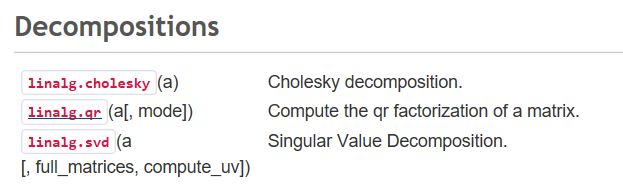 Decompositions
linalg.cholesky(a) Cholesky decomposition.
linalg.qr(a[, mode]) Compute the qr factorization of a matrix.
linalg.svd(a Singular Value Decomposition.
[, full_matrices, compute_uv])